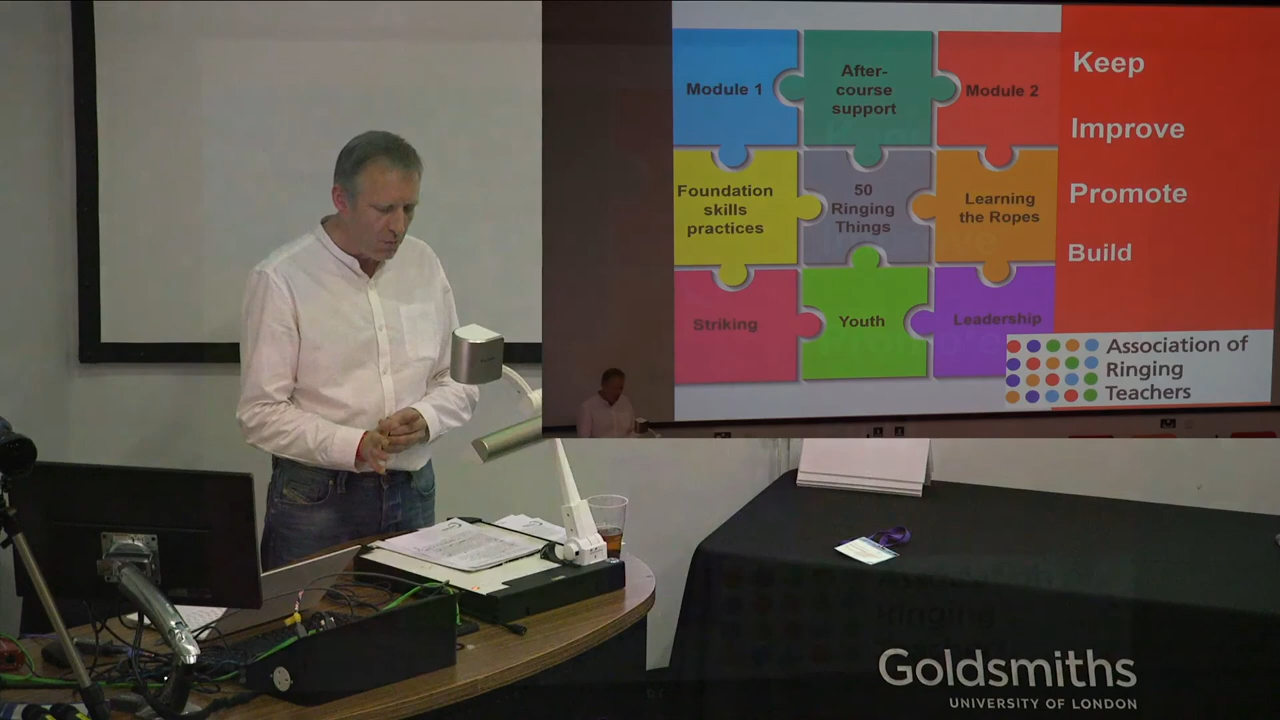 Module 1
After-
course
support
Module 2
Foundation
skills
practices
50
Ringing
Things
Learning
the Ropes
Striking
Youth
Leadership
Keep
Improve
Promote
Build
Association of
Ringing
Teachers
Goldsmiths
UNIVERSITY OF LONDON